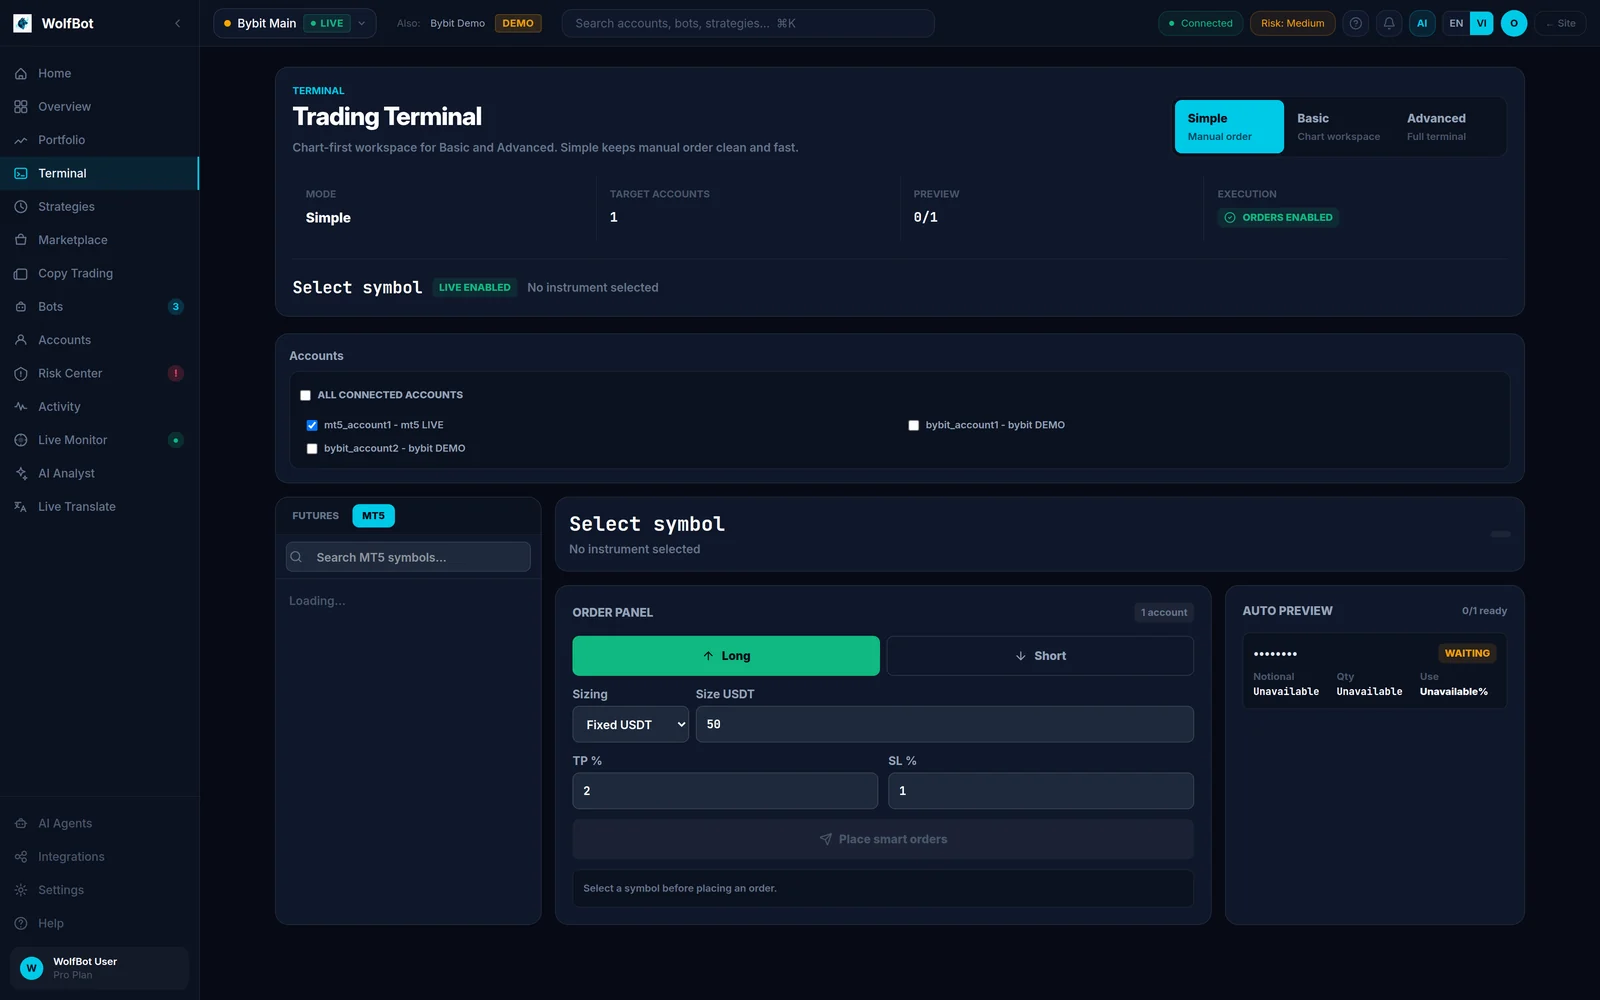 WolfBot
Bybit Main
LIVE
Also: Bybit Demo DEMO
Search accounts, bots, strategies... ⌘K
Connected
Risk: Medium
AI
EN VI
O
← Site
Home
Overview
Portfolio
Terminal
Strategies
Marketplace
Copy Trading
Bots 3
Accounts
Risk Center !
Activity
Live Monitor
AI Analyst
Live Translate
AI Agents
Integrations
Settings
Help
W
WolfBot User
Pro Plan
TERMINAL
Trading Terminal
Chart-first workspace for Basic and Advanced. Simple keeps manual order clean and fast.
Simple
Manual order
Basic
Chart workspace
Advanced
Full terminal
MODE
Simple
TARGET ACCOUNTS
1
PREVIEW
0/1
EXECUTION
ORDERS ENABLED
Select symbol LIVE ENABLED No instrument selected
Accounts
ALL CONNECTED ACCOUNTS
mt5_account1 - mt5 LIVE
bybit_account1 - bybit DEMO
bybit_account2 - bybit DEMO
FUTURES MT5
Search MT5 symbols...
Loading...
Select symbol
No instrument selected
ORDER PANEL
1 account
↑ Long
↓ Short
Sizing
Size USDT
Fixed USDT
50
TP %
SL %
2
1
Place smart orders
Select a symbol before placing an order.
AUTO PREVIEW
0/1 ready
••••••••
WAITING
Notional Qty Use
Unavailable Unavailable Unavailable%